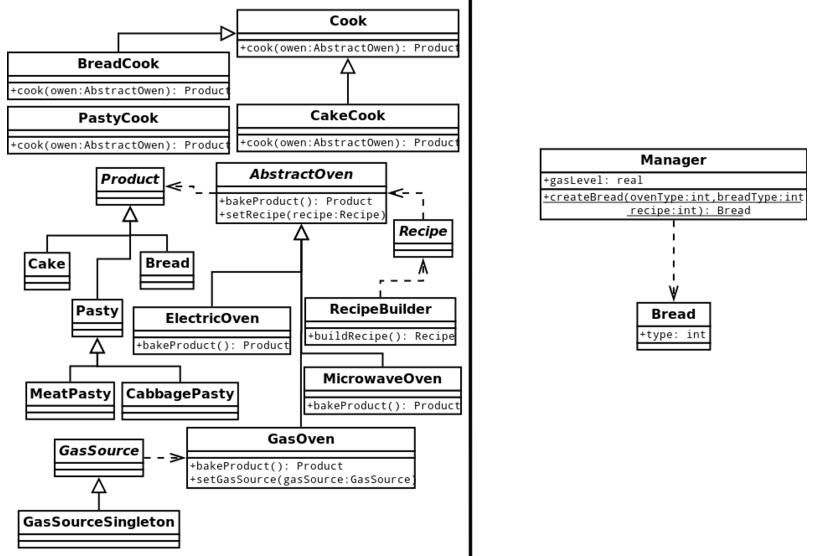 Cook
+cook(owen:AbstractOwen): Product
BreadCook
+cook(owen:AbstractOwen): Product
PastyCook
+cook(owen:AbstractOwen): Product
CakeCook
+cook(owen:AbstractOwen): Product
Product
AbstractOven
+bakeProduct(): Product
+setRecipe(recipe:Recipe)
Recipe
Cake
Bread
Pasty
ElectricOven
+bakeProduct(): Product
RecipeBuilder
+buildRecipe(): Recipe
MeatPasty
CabbagePasty
MicrowaveOven
+bakeProduct(): Product
GasSource
GasOven
+bakeProduct(): Product
+setGasSource(gasSource:GasSource)
GasSourceSingleton
Manager
+gasLevel: real
+createBread(ovenType:int,breadType:int
recipe:int): Bread
Bread
+type: int